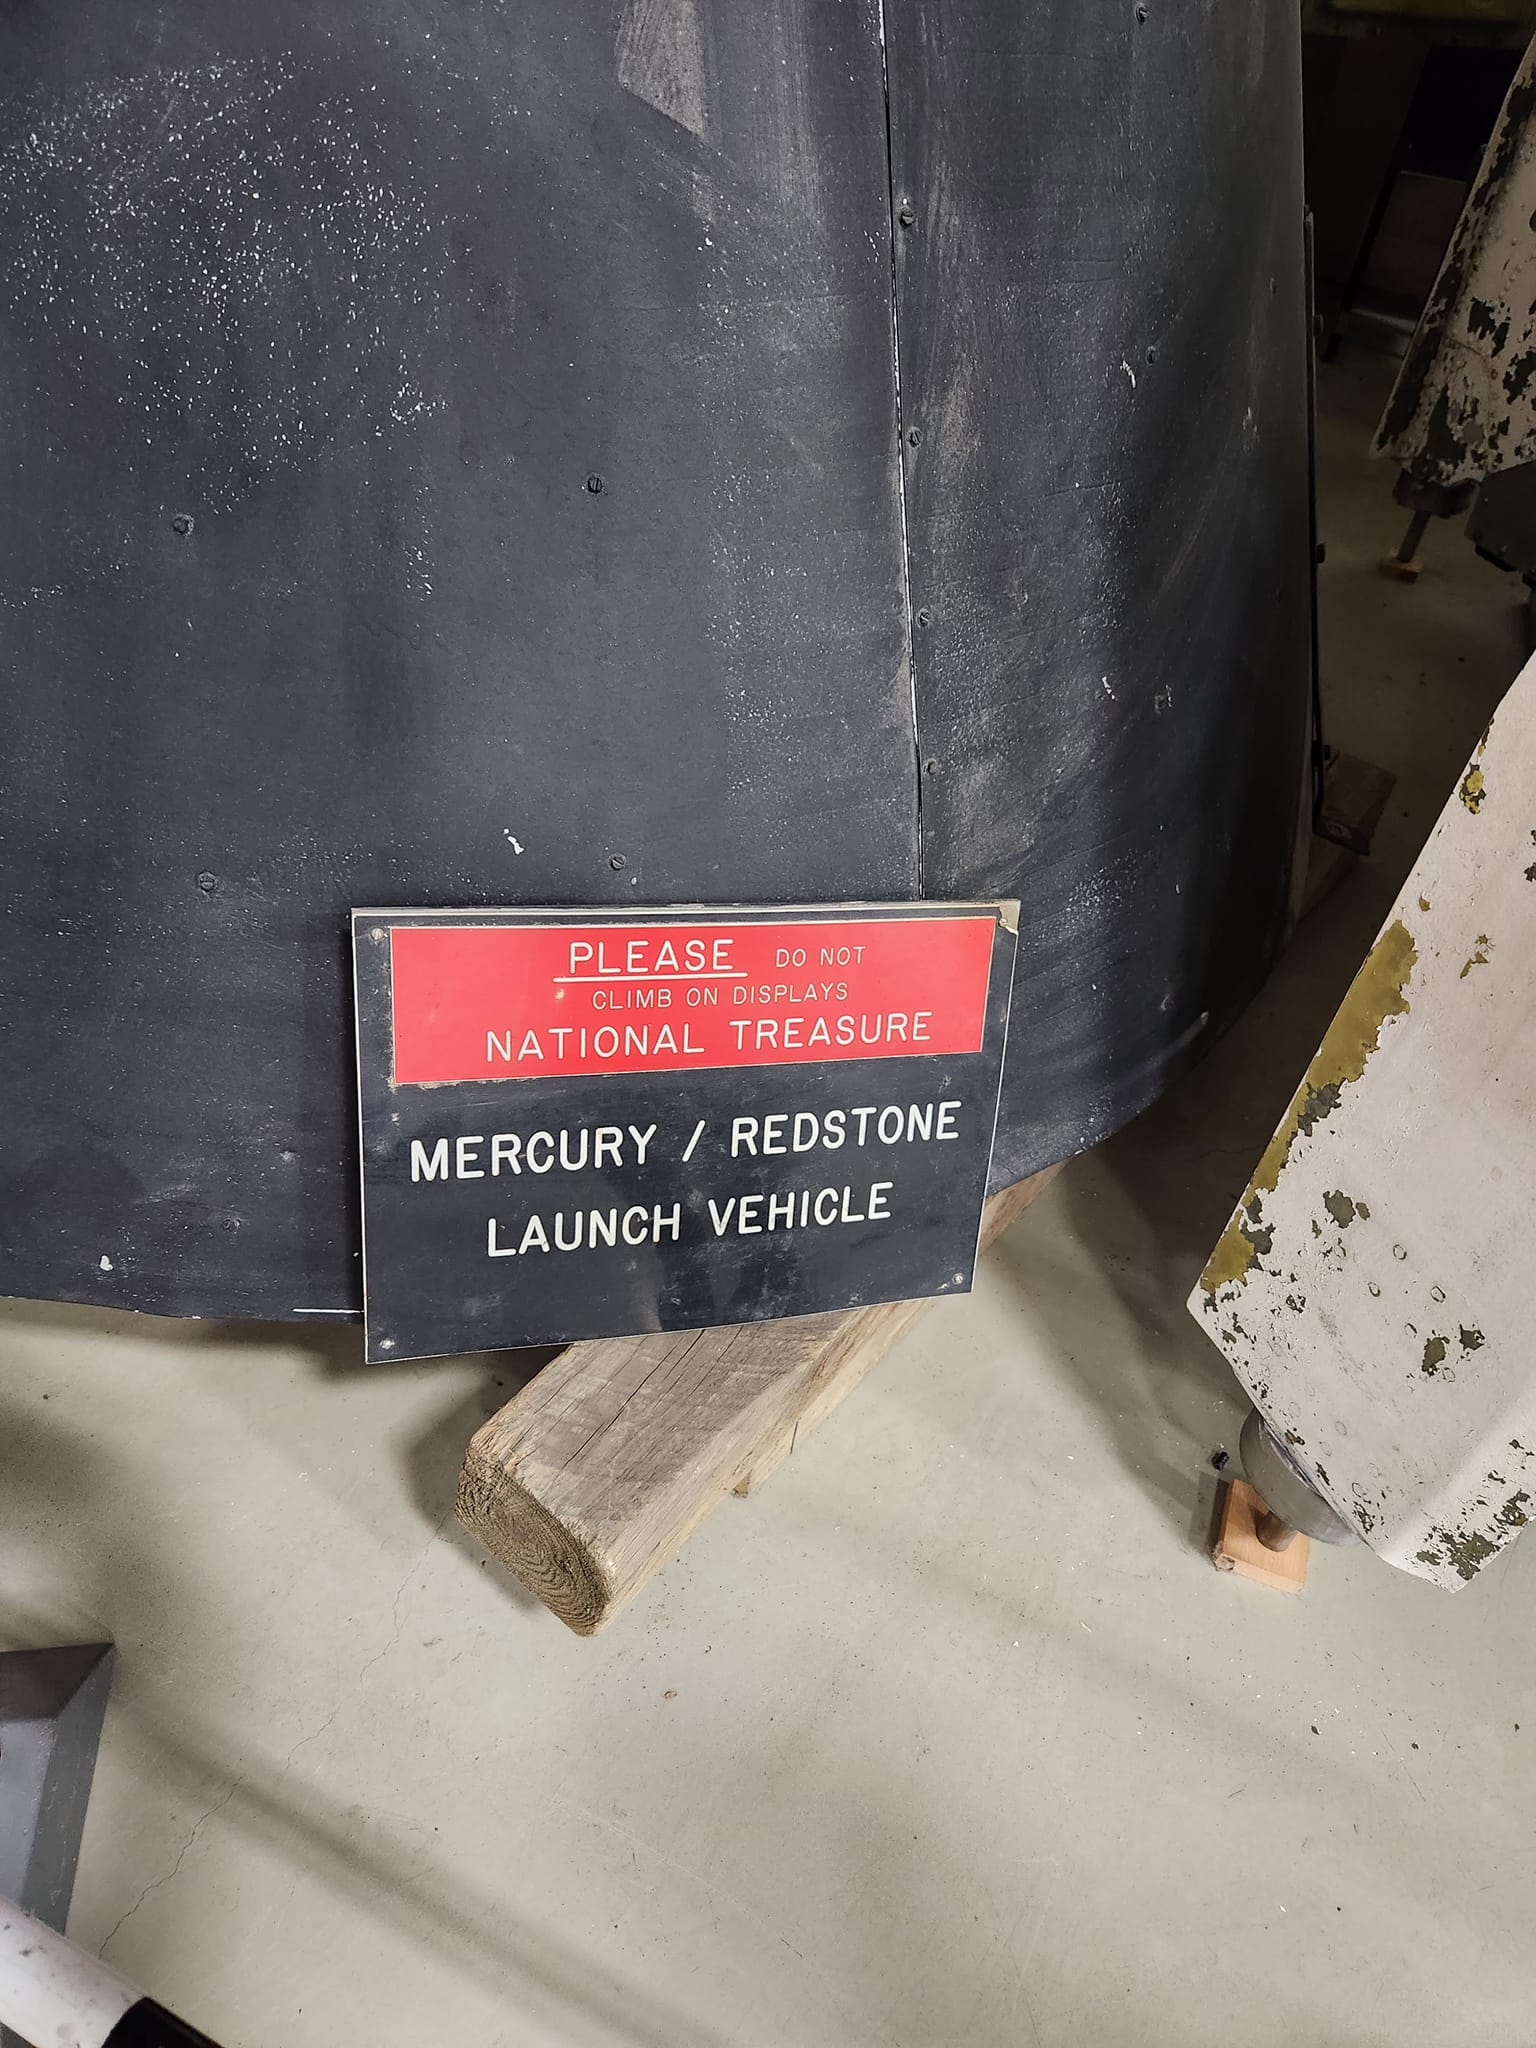 PLEASE DO NOT
CLIMB ON DISPLAYS
NATIONAL TREASURE
MERCURY / REDSTONE
LAUNCH VEHICLE